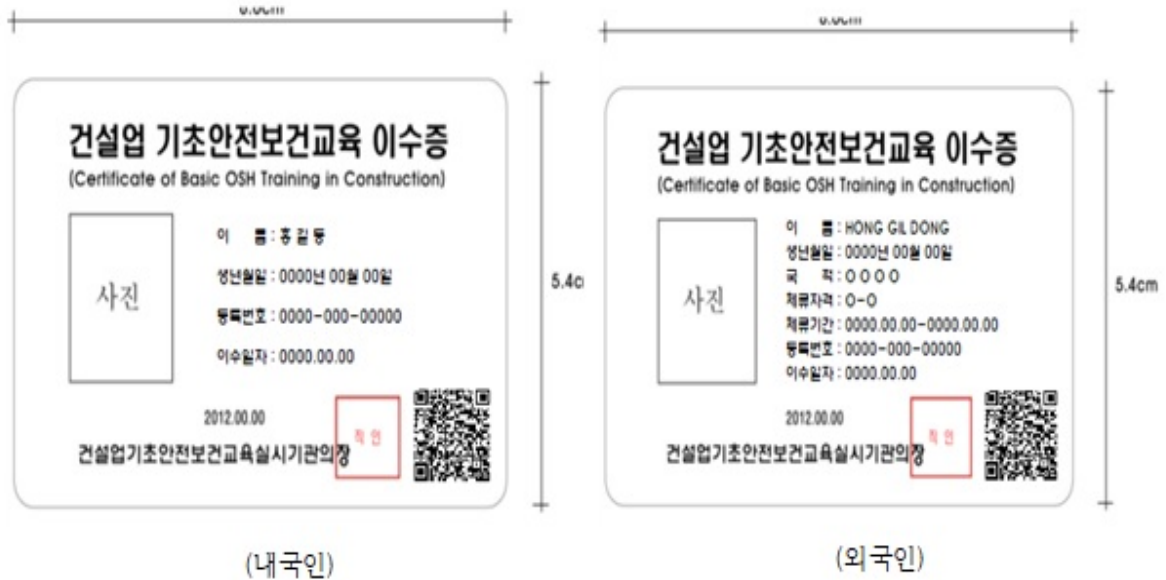 건설업 기초안전보건교육 이수증
(Certificate of Basic OSH Training in Construction)
사진
이 름 : 홍길동
생년월일 : 0000년 00월 00일
등록번호 : 0000-000-00000
이수일자 : 0000.00.00
2012.00.00
건설업기초안전보건교육실시기관의장
직인
5.4c
(내국인)
건설업 기초안전보건교육 이수증
(Certificate of Basic OSH Training in Construction)
사진
이 름 : HONG GIL DONG
생년월일 : 0000년 00월 00일
국 적 : O O O O
체류자격 : O-O
체류기간 : 0000.00.00-0000.00.00
등록번호 : 0000-000-00000
이수일자 : 0000.00.00
2012.00.00
건설업기초안전보건교육실시기관의장
직인
5.4cm
(외국인)